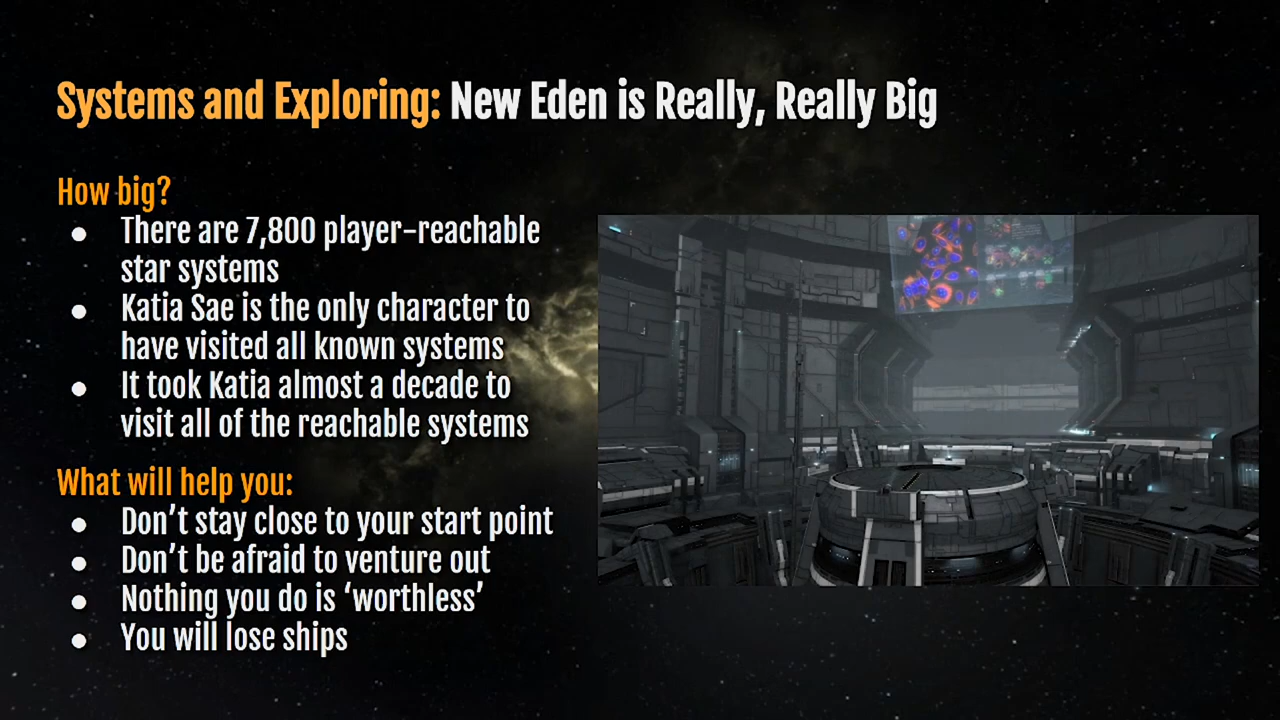 Systems and Exploring: New Eden is Really, Really Big
How big?
● There are 7,800 player-reachable
star systems
● Katia Sae is the only character to
have visited all known systems
● It took Katia almost a decade to
visit all of the reachable systems
What will help you:
● Don’t stay close to your start point
● Don’t be afraid to venture out
● Nothing you do is ‘worthless’
● You will lose ships